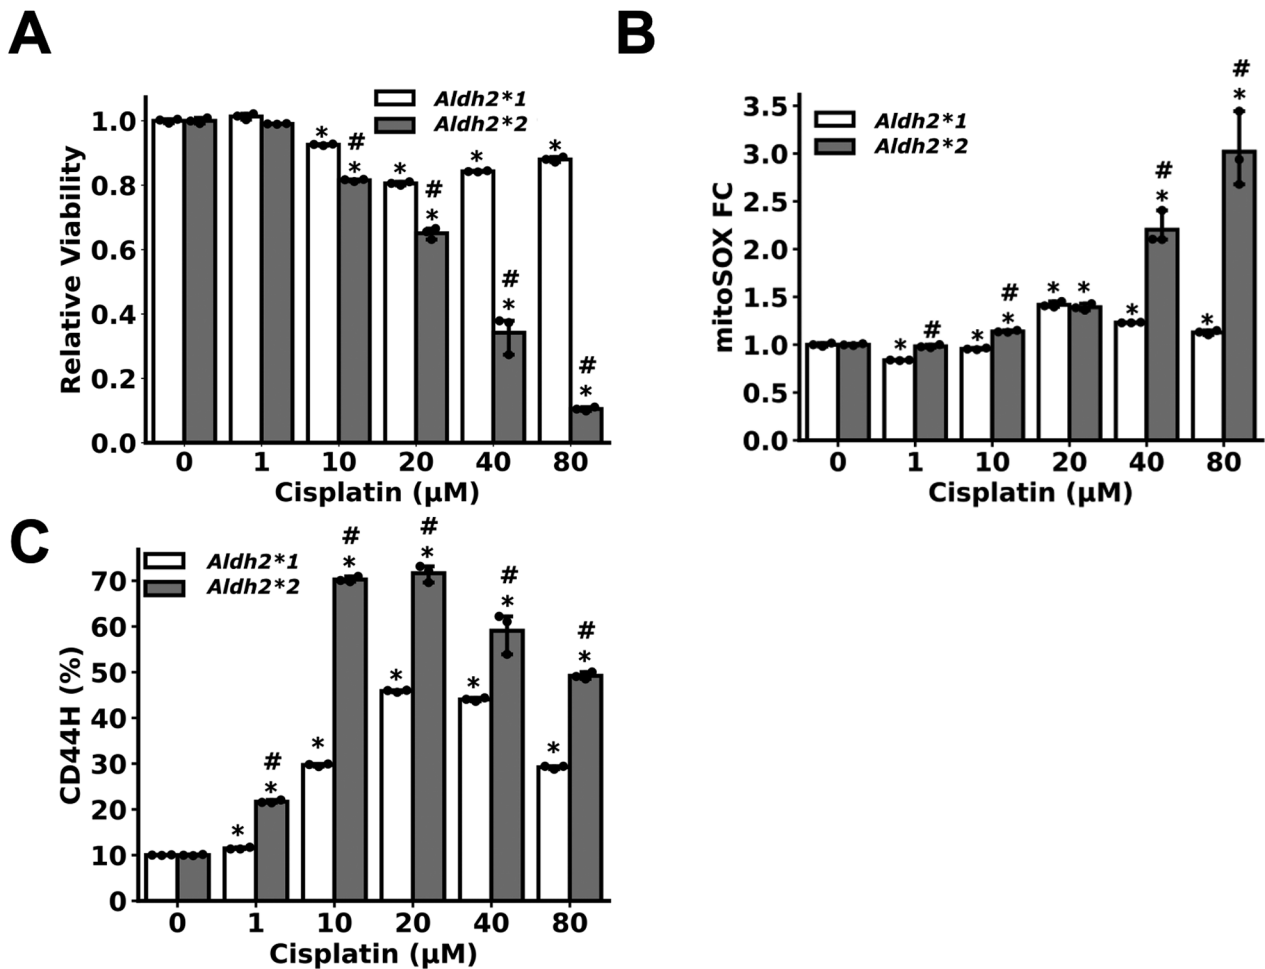 A
Relative Viability
Aldh2*1
Aldh2*2
1.0
0.8
0.6
0.4
0.2
0.0
* # * * # * * # * * # *
0 1 10 20 40 80
Cisplatin (µM)
B
mitoSOX FC
Aldh2*1
Aldh2*2
3.5
3.0
2.5
2.0
1.5
1.0
0.5
0.0
* # * # * * * * # * * # *
0 1 10 20 40 80
Cisplatin (µM)
C
CD44H (%)
Aldh2*1
Aldh2*2
70
60
50
40
30
20
10
0
* # * * # * * # * * # * * # *
0 1 10 20 40 80
Cisplatin (µM)